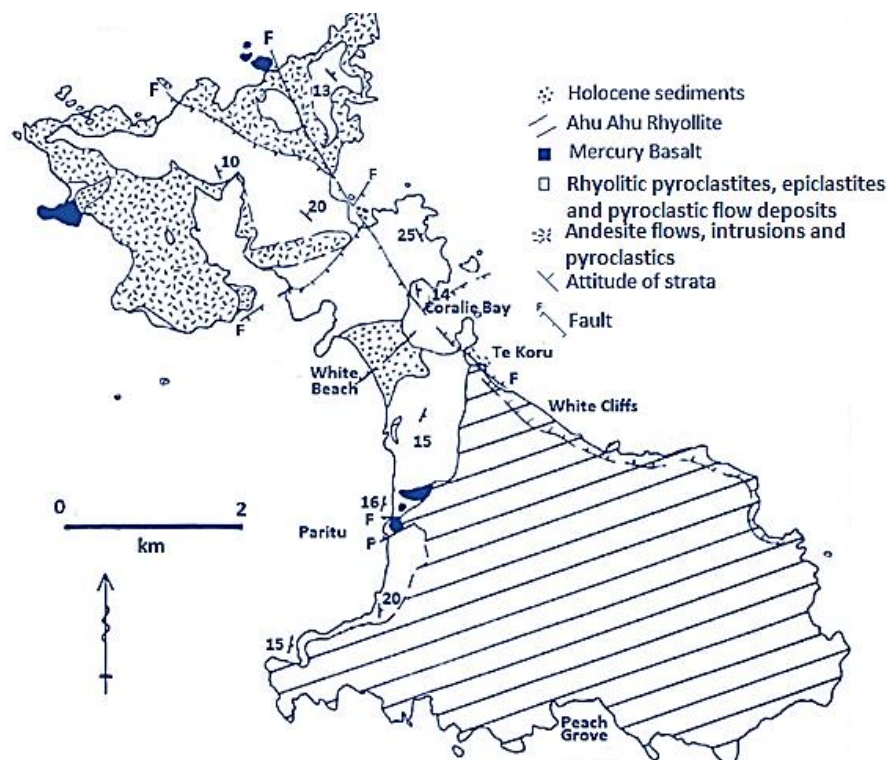 F
F
13
10
F
20
25
14
Coralie Bay
F
White
Beach
Te Koru
F
White Cliffs
15
0
2
km
16
F
Paritu
F
20
15
Peach
Grove
Holocene sediments
Ahu Ahu Rhyollite
Mercury Basalt
Rhyolitic pyroclastites, epiclastites
and pyroclastic flow deposits
Andesite flows, intrusions and
pyroclastics
Attitude of strata
F
Fault